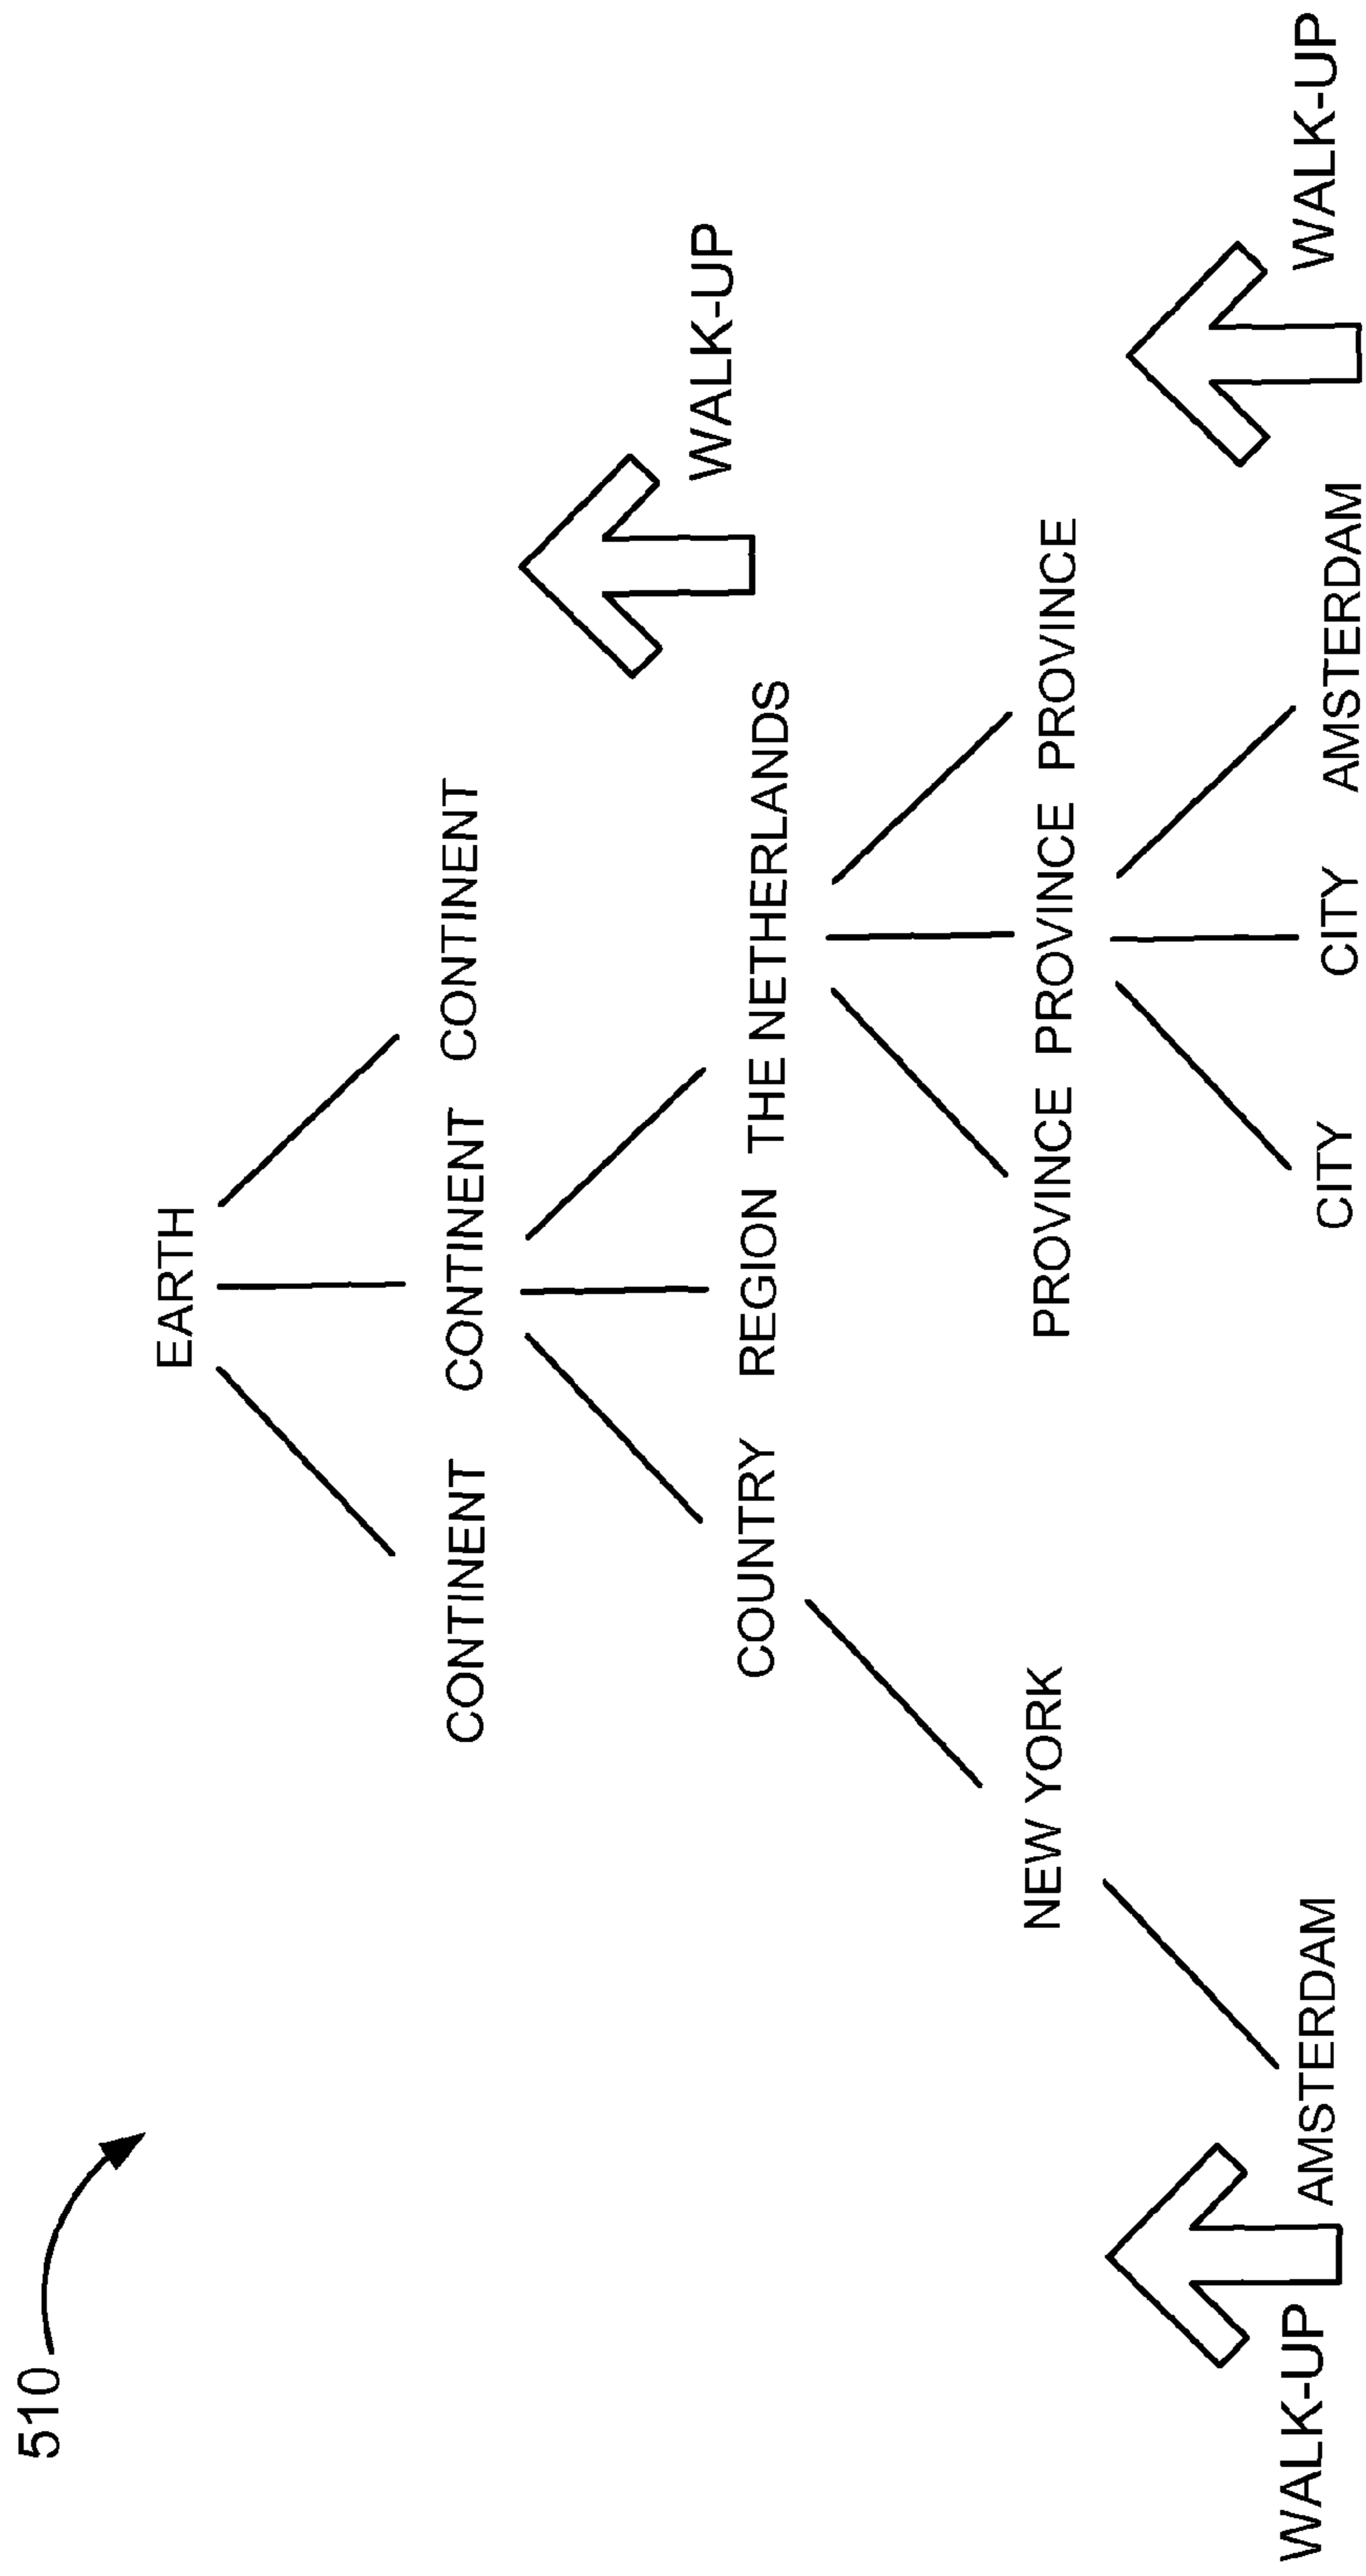 510
EARTH
CONTINENT CONTINENT CONTINENT
COUNTRY REGION THE NETHERLANDS
WALK-UP
NEW YORK PROVINCE PROVINCE PROVINCE
WALK-UP AMSTERDAM CITY CITY AMSTERDAM WALK-UP